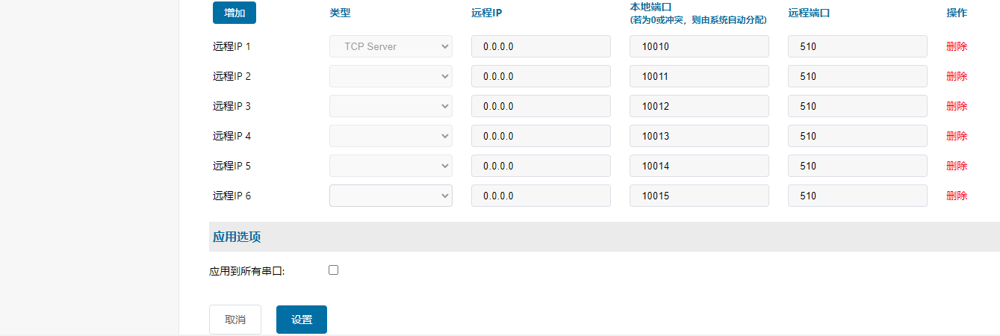 增加 类型 远程IP 本地端口 远程端口 操作
(若为0或冲突，则由系统自动分配)
远程IP 1 TCP Server 0.0.0.0 10010 510 删除
远程IP 2 0.0.0.0 10011 510 删除
远程IP 3 0.0.0.0 10012 510 删除
远程IP 4 0.0.0.0 10013 510 删除
远程IP 5 0.0.0.0 10014 510 删除
远程IP 6 0.0.0.0 10015 510 删除
应用选项
应用到所有串口:
取消 设置